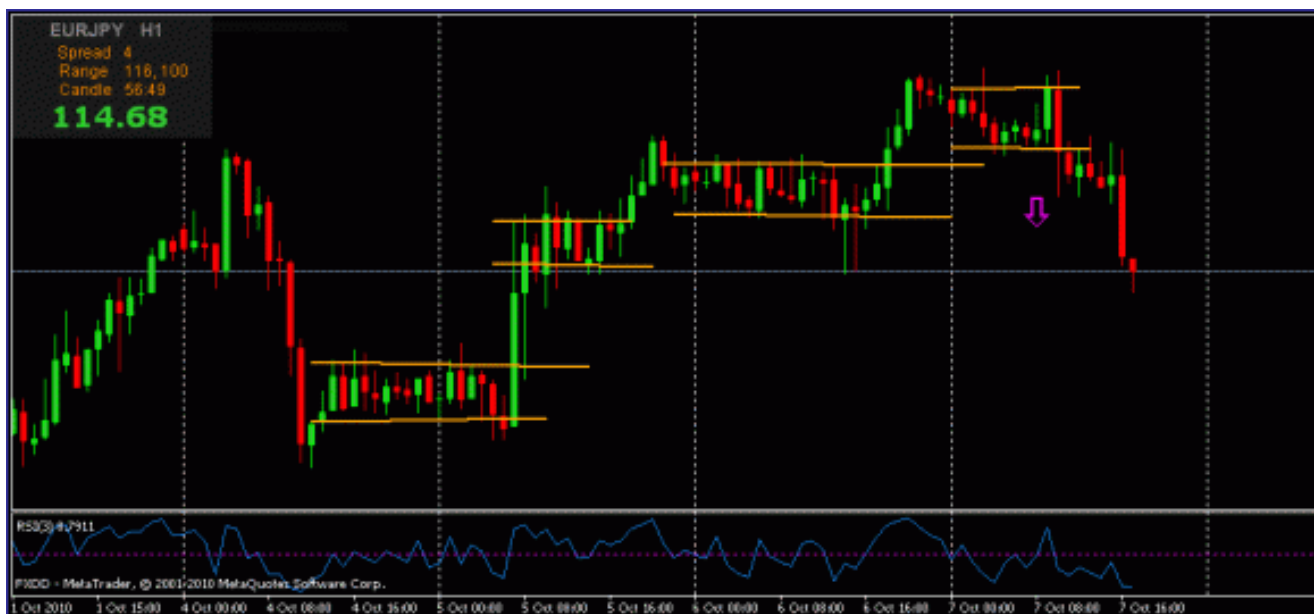 EURJPY H1
Spread 4
Range 116,100
Candle 56:49
114.68
RSI(3)
FXDD - MetaTrader, © 2001-2010 MetaQuotes Software Corp.
1 Oct 2010 1 Oct 15:00 4 Oct 00:00 4 Oct 08:00 4 Oct 16:00 5 Oct 00:00 5 Oct 08:00 5 Oct 16:00 6 Oct 00:00 6 Oct 08:00 6 Oct 16:00 7 Oct 00:00 7 Oct 08:00 7 Oct 16:00